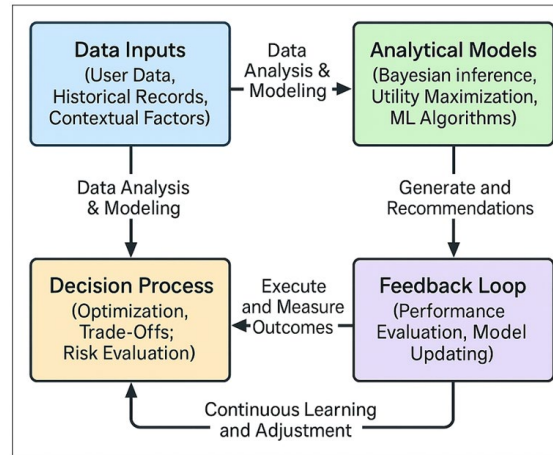 Data Inputs
(User Data,
Historical Records,
Contextual Factors)
Data
Analysis &
Modeling
Analytical Models
(Bayesian inference,
Utility Maximization,
ML Algorithms)
Data Analysis
& Modeling
Generate and
Recommendations
Decision Process
(Optimization,
Trade-Offs;
Risk Evaluation)
Execute
and Measure
Outcomes
Feedback Loop
(Performance
Evaluation, Model
Updating)
Continuous Learning
and Adjustment